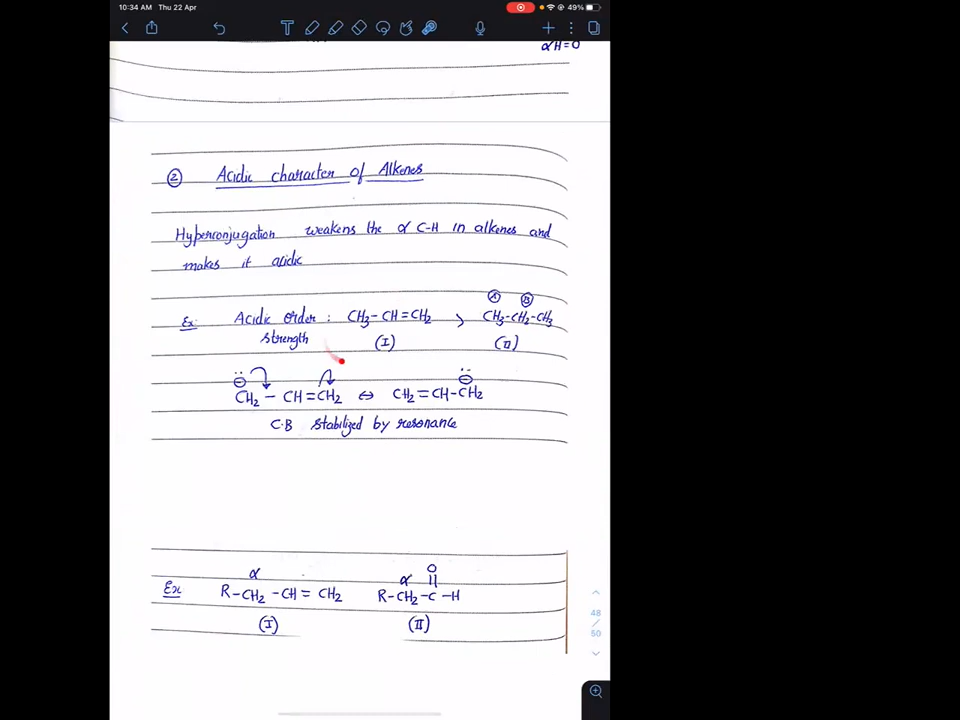 10:34 AM Thu 22 Apr
49%
αH=0
② Acidic character of Alkenes
Hyperconjugation weakens the α C-H in alkenes and
makes it acidic
Ⓐ Ⓑ
Ex: Acidic order : CH₃-CH=CH₂ > CH₃-CH₂-CH₃
strength (I) (II)
⊖ ⊖
CH₂ - CH=CH₂ ⇔ CH₂=CH-CH₂
C.B stabilized by resonance
O
α α ||
Ex R-CH₂-CH=CH₂ R-CH₂-C-H
(I) (II)
48
/
50